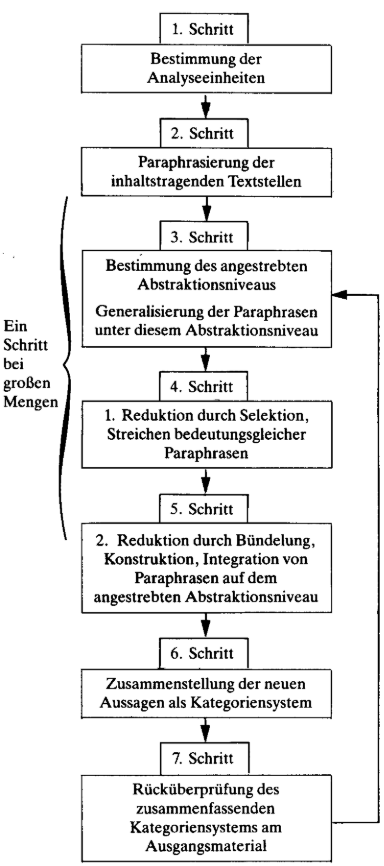 1. Schritt
Bestimmung der
Analyseeinheiten
2. Schritt
Paraphrasierung der
inhaltstragenden Textstellen
3. Schritt
Bestimmung des angestrebten
Abstraktionsniveaus
Generalisierung der Paraphrasen
unter diesem Abstraktionsniveau
Ein
Schritt
bei
großen
Mengen
4. Schritt
1. Reduktion durch Selektion,
Streichen bedeutungsgleicher
Paraphrasen
5. Schritt
2. Reduktion durch Bündelung,
Konstruktion, Integration von
Paraphrasen auf dem
angestrebten Abstraktionsniveau
6. Schritt
Zusammenstellung der neuen
Aussagen als Kategoriensystem
7. Schritt
Rücküberprüfung des
zusammenfassenden
Kategoriensystems am
Ausgangsmaterial